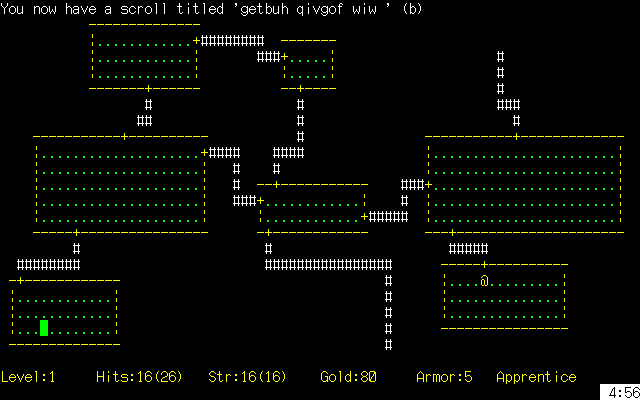 You now have a scroll titled 'getbuh qivgof wiw ' (b)
Level:1 Hits:16(26) Str:16(16) Gold:80 Armor:5 Apprentice
4:56